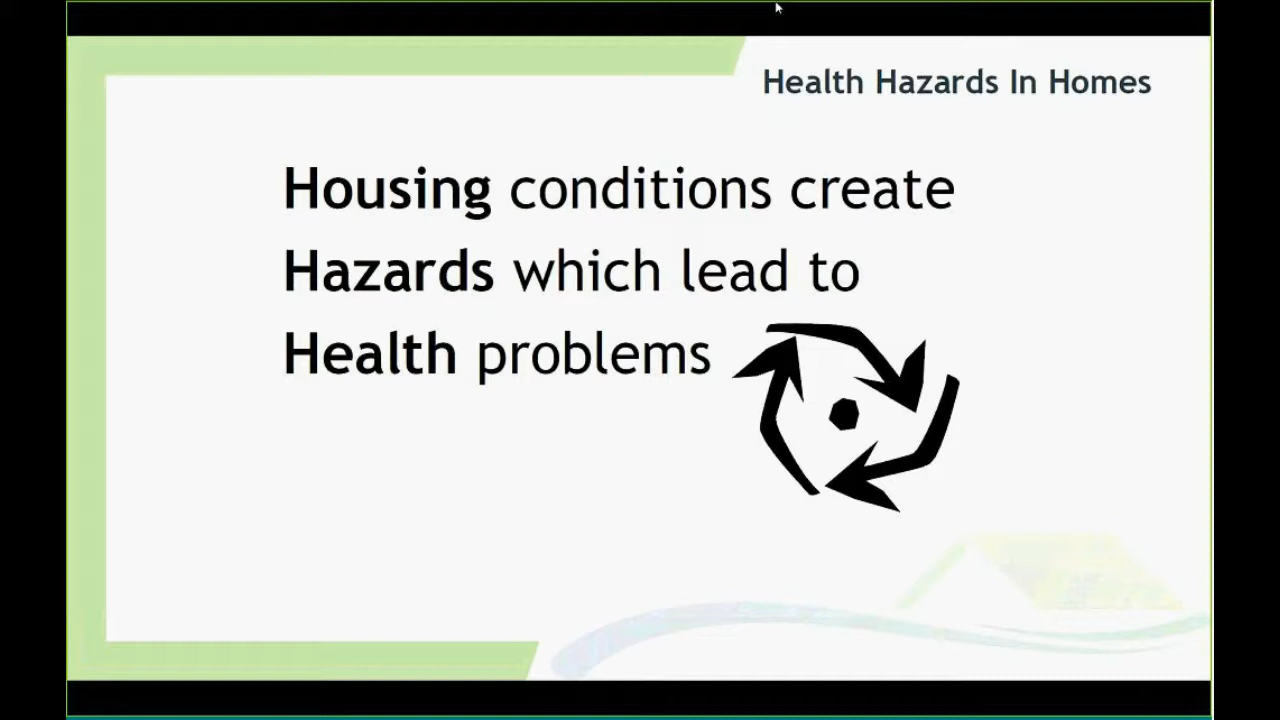 Health Hazards In Homes
Housing conditions create
Hazards which lead to
Health problems